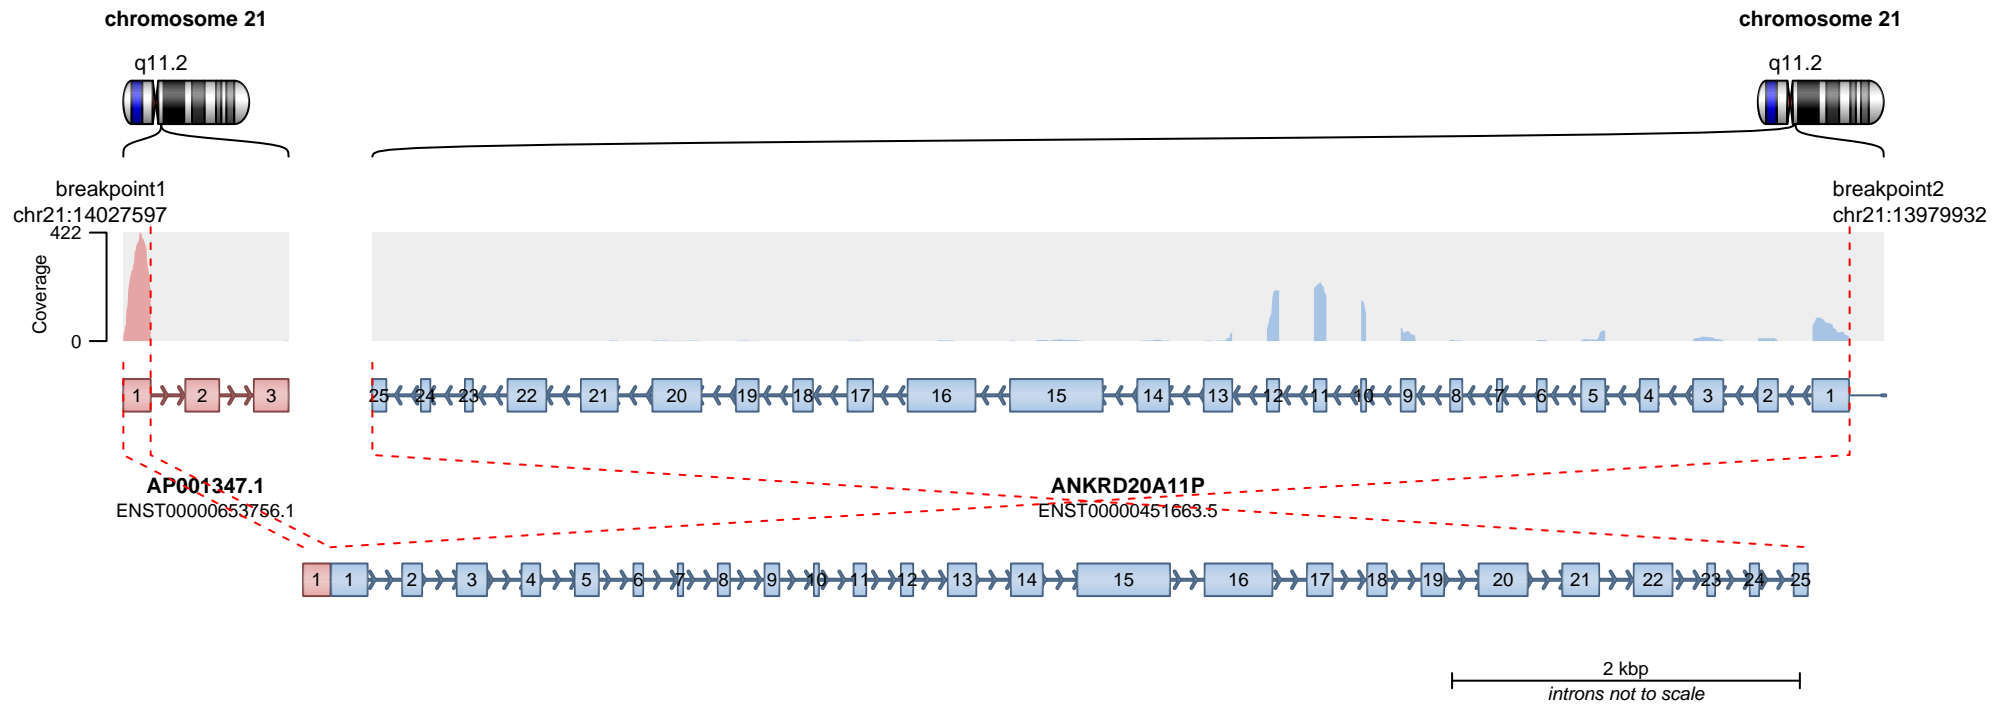 chromosome 21
chromosome 21
q11.2
q11.2
breakpoint1
chr21:14027597
breakpoint2
chr21:13979932
422
Coverage
0
1 2 3
25 24 23 22 21 20 19 18 17 16 15 14 13 12 11 10 9 8 7 6 5 4 3 2 1
AP001347.1
ENST00000653756.1
ANKRD20A11P
ENST00000451663.5
1 1 2 3 4 5 6 7 8 9 10 11 12 13 14 15 16 17 18 19 20 21 22 23 24 25
2 kbp
introns not to scale